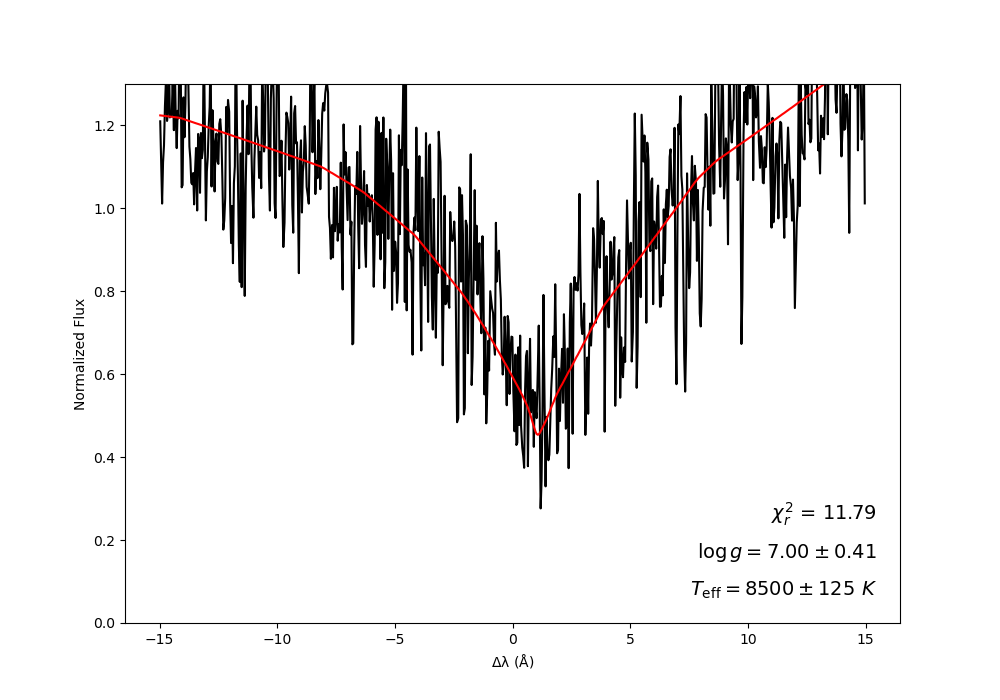 1.2
1.0
0.8
0.6
0.4
0.2
0.0
Normalized Flux
χ²ᵣ = 11.79
log g = 7.00 ± 0.41
T_eff = 8500 ± 125 K
−15
−10
−5
0
5
10
15
Δλ (Å)